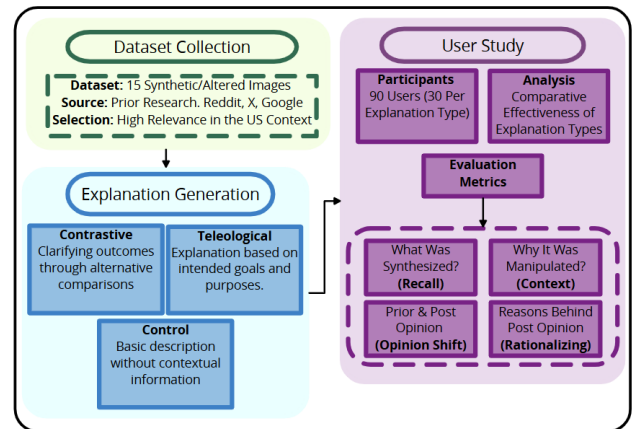 Dataset Collection
Dataset: 15 Synthetic/Altered Images
Source: Prior Research. Reddit, X, Google
Selection: High Relevance in the US Context
Explanation Generation
Contrastive
Clarifying outcomes
through alternative
comparisons
Teleological
Explanation based on
intended goals and
purposes.
Control
Basic description
without contextual
information
User Study
Participants
90 Users (30 Per
Explanation Type)
Analysis
Comparative
Effectiveness of
Explanation Types
Evaluation
Metrics
What Was
Synthesized?
(Recall)
Why It Was
Manipulated?
(Context)
Prior & Post
Opinion
(Opinion Shift)
Reasons Behind
Post Opinion
(Rationalizing)